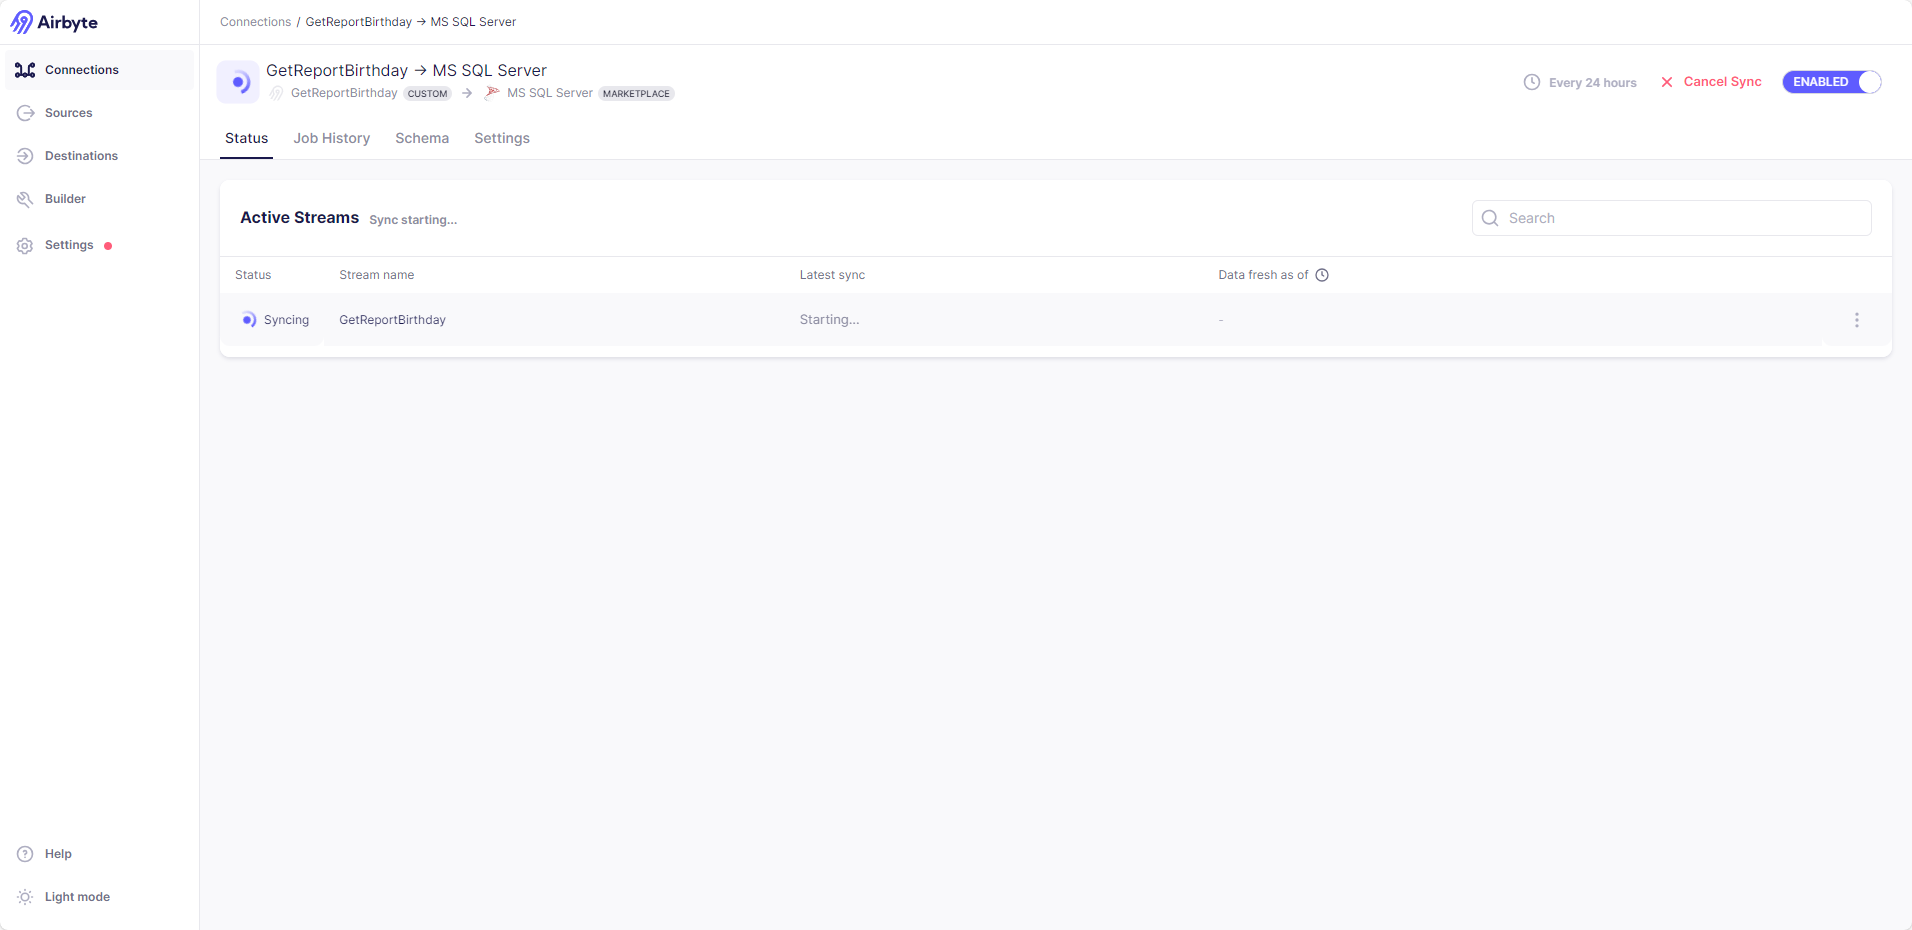 Airbyte
Connections / GetReportBirthday → MS SQL Server
Connections
Sources
Destinations
Builder
Settings
Help
Light mode
GetReportBirthday → MS SQL Server
GetReportBirthday CUSTOM → MS SQL Server MARKETPLACE
Every 24 hours
Cancel Sync
ENABLED
Status Job History Schema Settings
Active Streams Sync starting...
Search
Status Stream name Latest sync Data fresh as of
Syncing GetReportBirthday Starting... -